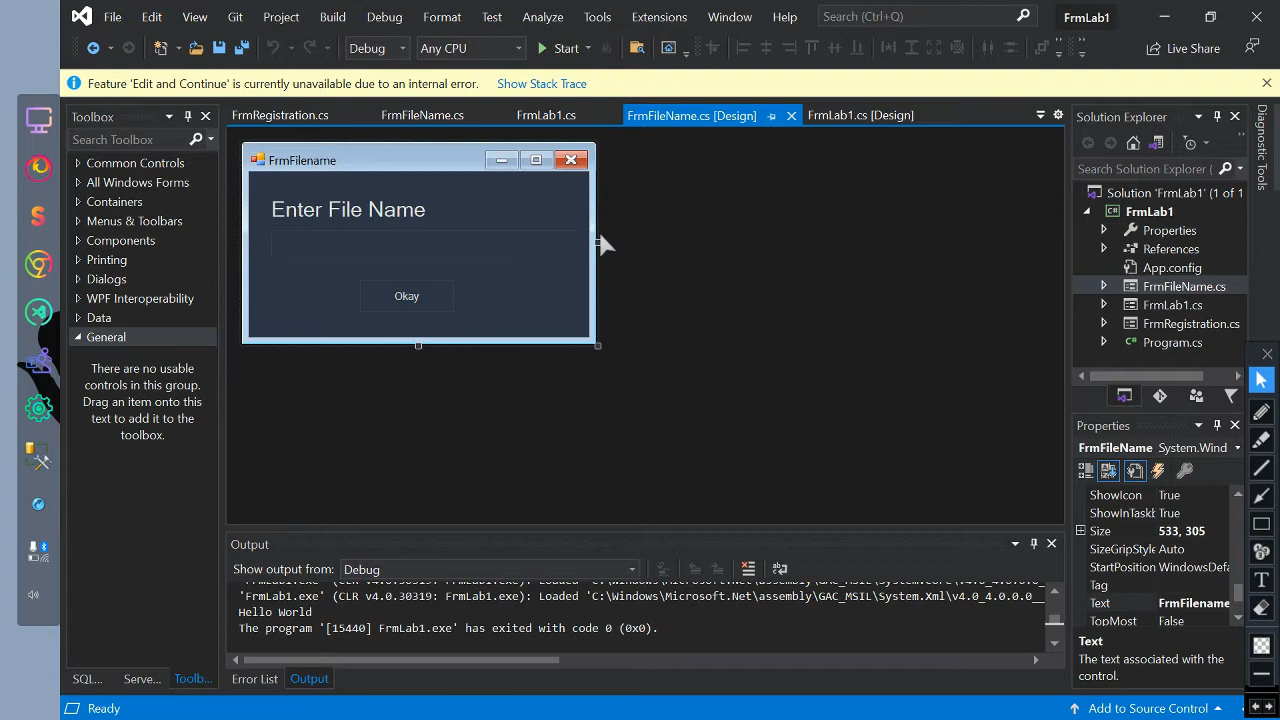 File Edit View Git Project Build Debug Format Test Analyze Tools Extensions Window Help Search (Ctrl+Q) FrmLab1
Debug Any CPU Start Live Share
Feature 'Edit and Continue' is currently unavailable due to an internal error. Show Stack Trace
Toolbox
Search Toolbox
Common Controls
All Windows Forms
Containers
Menus & Toolbars
Components
Printing
Dialogs
WPF Interoperability
Data
General
There are no usable
controls in this group.
Drag an item onto this
text to add it to the
toolbox.
SQL... Serve... Toolb...
FrmRegistration.cs FrmFileName.cs FrmLab1.cs FrmFileName.cs [Design] FrmLab1.cs [Design]
FrmFilename
Enter File Name
Okay
Output
Show output from: Debug
'FrmLab1.exe' (CLR v4.0.30319: FrmLab1.exe): Loaded 'C:\Windows\Microsoft.Net\assembly\GAC_MSIL\System.Xml\v4.0_4.0.0.0__
Hello World
The program '[15440] FrmLab1.exe' has exited with code 0 (0x0).
Error List Output
Solution Explorer
Search Solution Explorer
Solution 'FrmLab1' (1 of 1
FrmLab1
Properties
References
App.config
FrmFileName.cs
FrmLab1.cs
FrmRegistration.cs
Program.cs
Properties
FrmFileName System.Wind
ShowIcon True
ShowInTaskb True
Size 533, 305
SizeGripStyle Auto
StartPosition WindowsDefa
Tag
Text FrmFilename
TopMost False
Text
The text associated with the
control.
Diagnostic Tools
Ready Add to Source Control